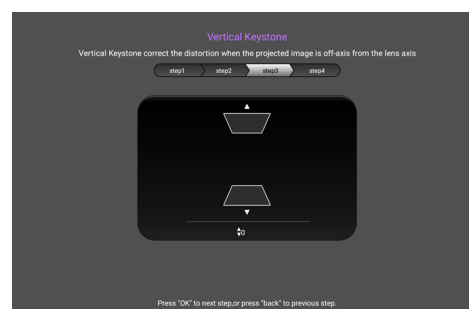 Vertical Keystone
Vertical Keystone correct the distortion when the projected image is off-axis from the lens axis
step1 step2 step3 step4
0
Press "OK" to next step,or press "back" to previous step.